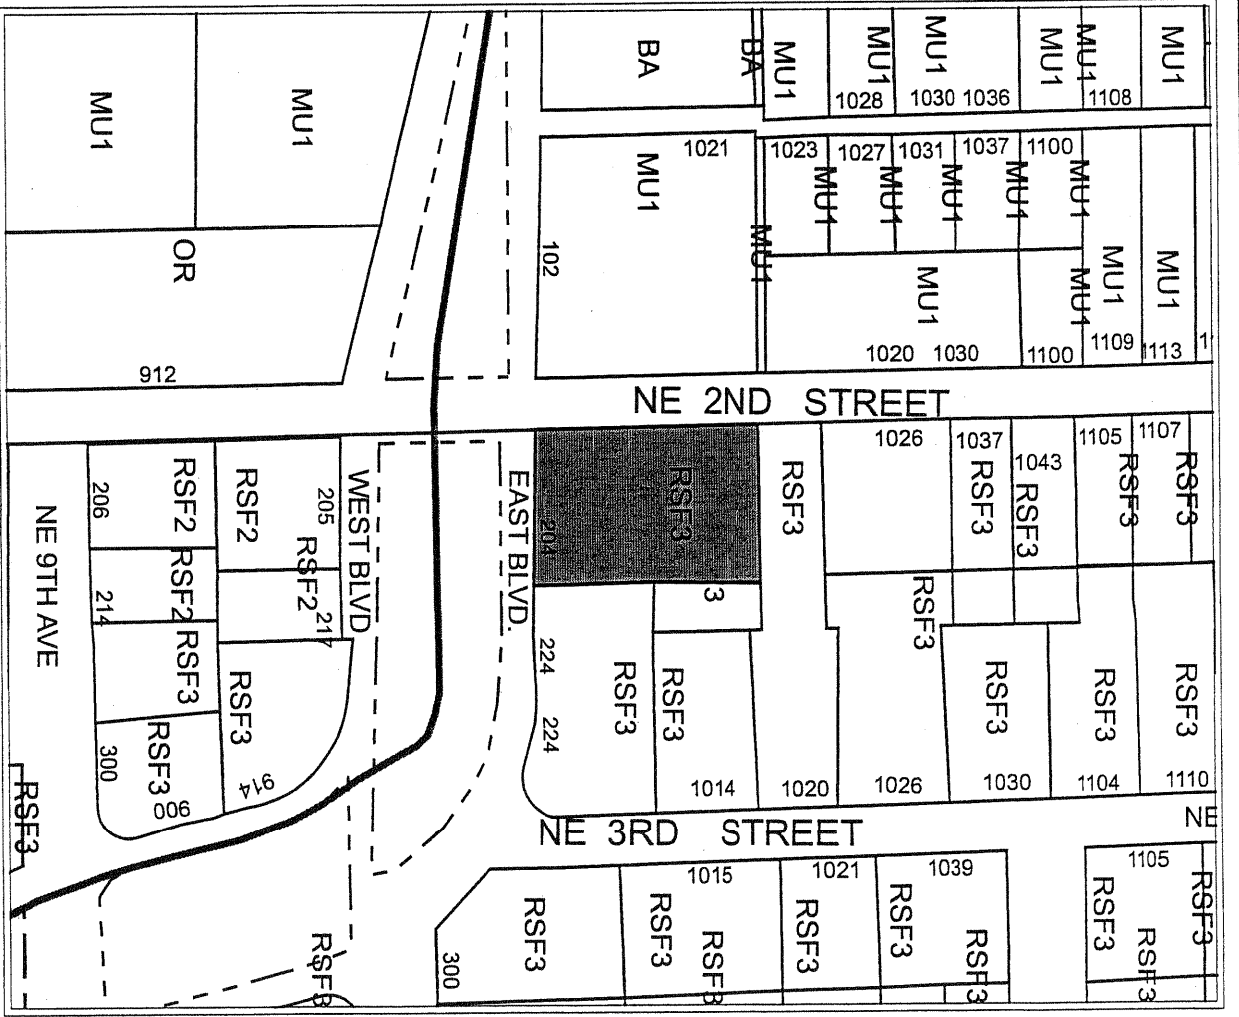 MU1
MU1
BA
BA
MU1
MU1
MU1
MU1
MU1
MU1
1028
1030
1036
1108
1021
1023
1027
1031
1037
1100
MU1
MU1
MU1
MU1
MU1
MU1
OR
102
MU1
MU1
MU1
MU1
MU1
912
1020
1030
1100
1109
1113
NE 2ND STREET
206
RSF2
RSF2
205
WEST BLVD
EAST BLVD.
204
RSF3
RSF3
1026
1037
RSF3
1043
RSF3
1105
RSF3
1107
RSF3
NE 9TH AVE
214
RSF2
RSF2
217
3
RSF3
RSF3
RSF3
224
224
RSF3
RSF3
RSF3
RSF3
RSF3
300
RSF3
900
914
1014
1020
1026
1030
1104
1110
RSF3
NE 3RD STREET
NE
1015
1021
1039
1105
RSF3
300
RSF3
RSF3
RSF3
RSF3
RSF3
RSF3
RSF3
RSF3
RSF3